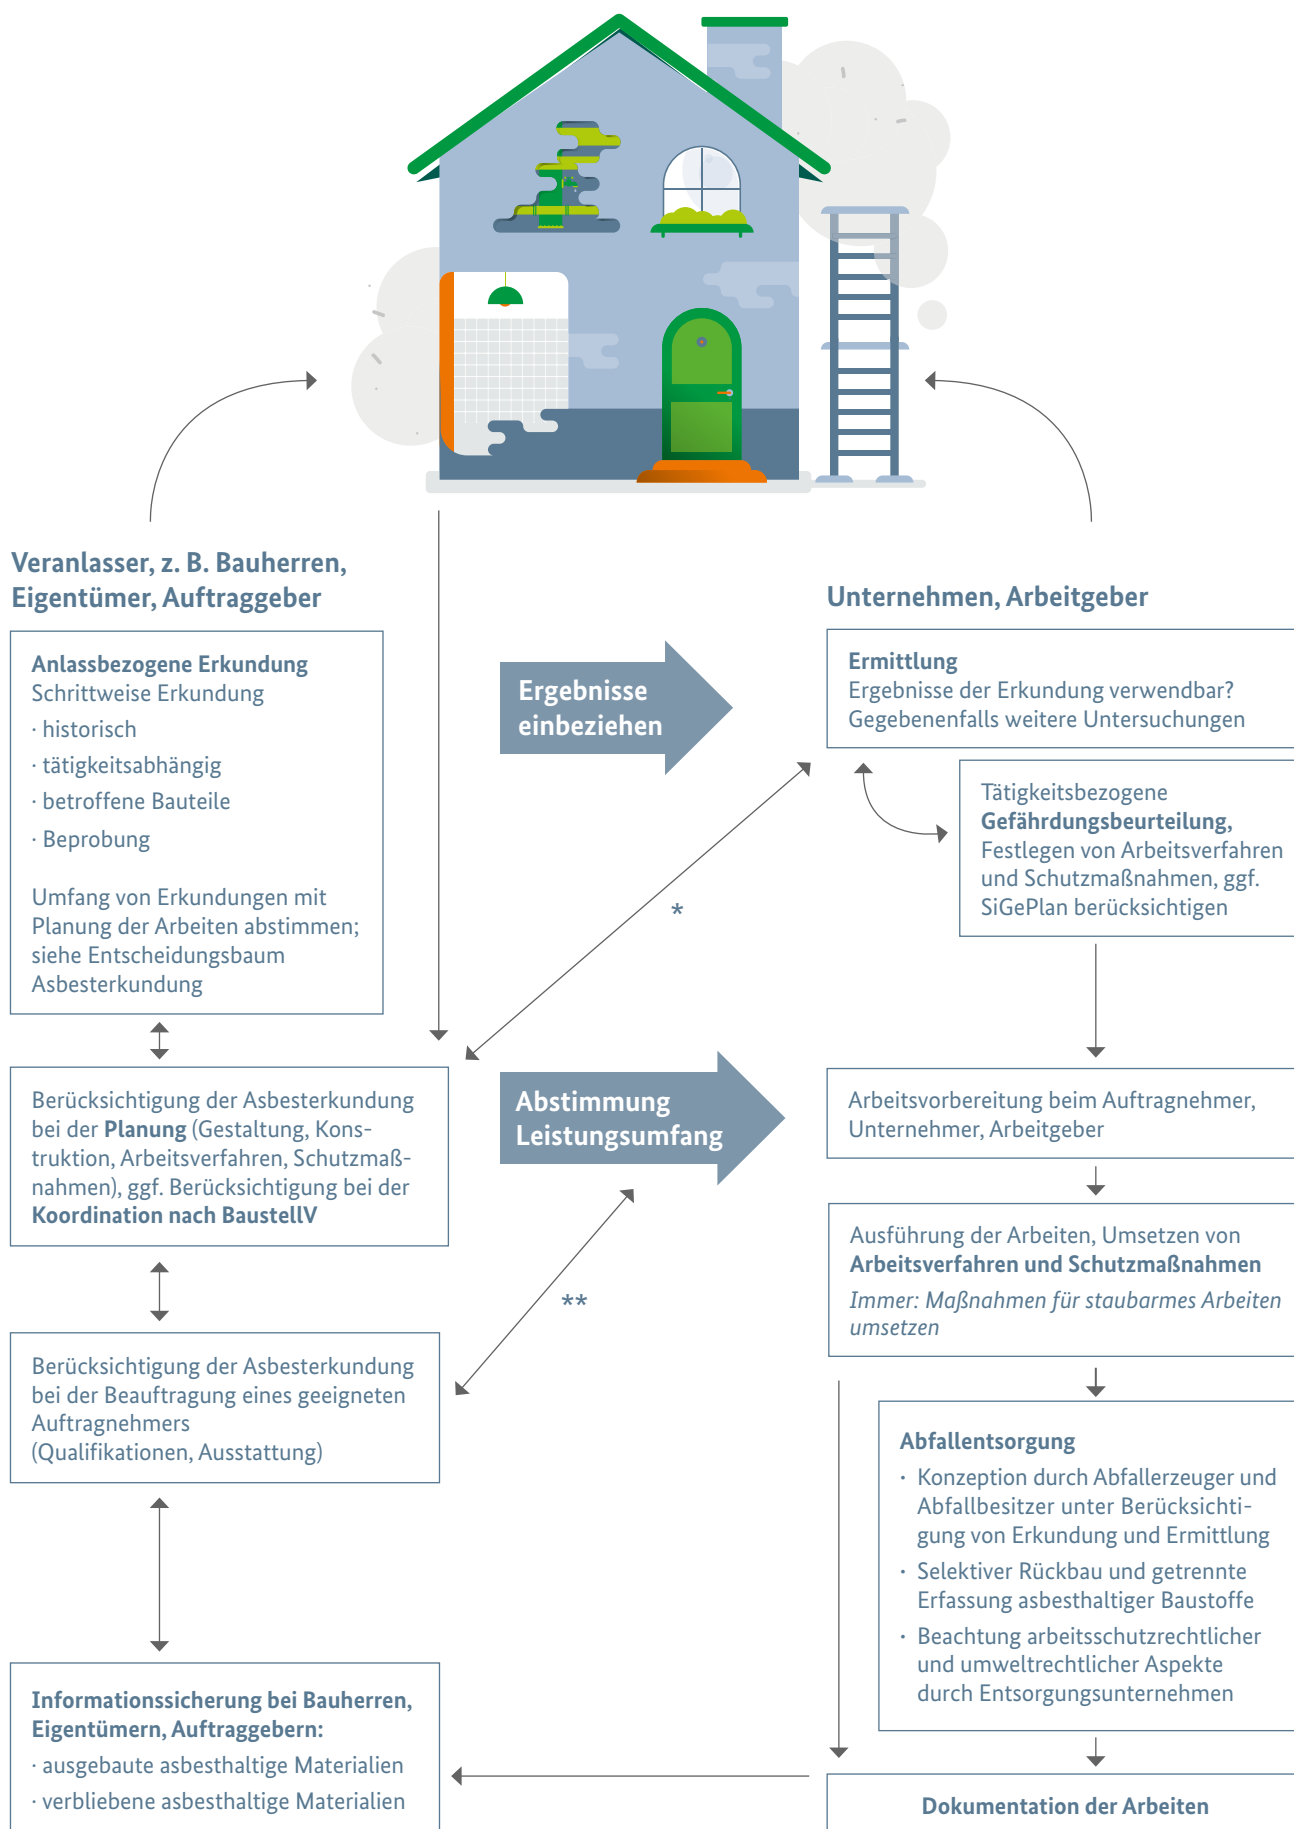 Veranlasser, z. B. Bauherren,
Eigentümer, Auftraggeber
Anlassbezogene Erkundung
Schrittweise Erkundung
· historisch
· tätigkeitsabhängig
· betroffene Bauteile
· Beprobung
Umfang von Erkundungen mit
Planung der Arbeiten abstimmen;
siehe Entscheidungsbaum
Asbesterkundung
Ergebnisse
einbeziehen
Unternehmen, Arbeitgeber
Ermittlung
Ergebnisse der Erkundung verwendbar?
Gegebenenfalls weitere Untersuchungen
Tätigkeitsbezogene
Gefährdungsbeurteilung,
Festlegen von Arbeitsverfahren
und Schutzmaßnahmen, ggf.
SiGePlan berücksichtigen
*
Berücksichtigung der Asbesterkundung
bei der Planung (Gestaltung, Kons-
truktion, Arbeitsverfahren, Schutzmaß-
nahmen), ggf. Berücksichtigung bei der
Koordination nach BaustellV
Abstimmung
Leistungsumfang
Arbeitsvorbereitung beim Auftragnehmer,
Unternehmer, Arbeitgeber
Ausführung der Arbeiten, Umsetzen von
Arbeitsverfahren und Schutzmaßnahmen
Immer: Maßnahmen für staubarmes Arbeiten
umsetzen
**
Berücksichtigung der Asbesterkundung
bei der Beauftragung eines geeigneten
Auftragnehmers
(Qualifikationen, Ausstattung)
Abfallentsorgung
· Konzeption durch Abfallerzeuger und
Abfallbesitzer unter Berücksichti-
gung von Erkundung und Ermittlung
· Selektiver Rückbau und getrennte
Erfassung asbesthaltiger Baustoffe
· Beachtung arbeitsschutzrechtlicher
und umweltrechtlicher Aspekte
durch Entsorgungsunternehmen
Informationssicherung bei Bauherren,
Eigentümern, Auftraggebern:
· ausgebaute asbesthaltige Materialien
· verbliebene asbesthaltige Materialien
Dokumentation der Arbeiten